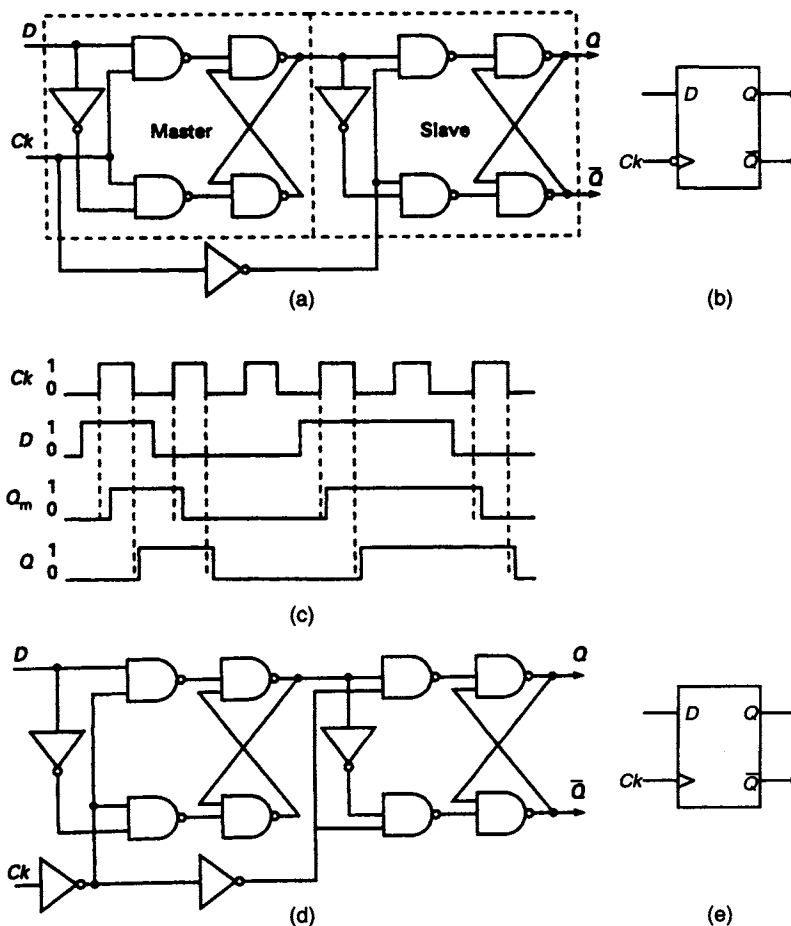 D
Ck
Master
Slave
Q
Q̅
(a)
D Q
Ck Q̅
(b)
Ck 1
0
D 1
0
Qm 1
0
Q 1
0
(c)
D
Q
Q̅
Ck
(d)
D Q
Ck Q̅
(e)